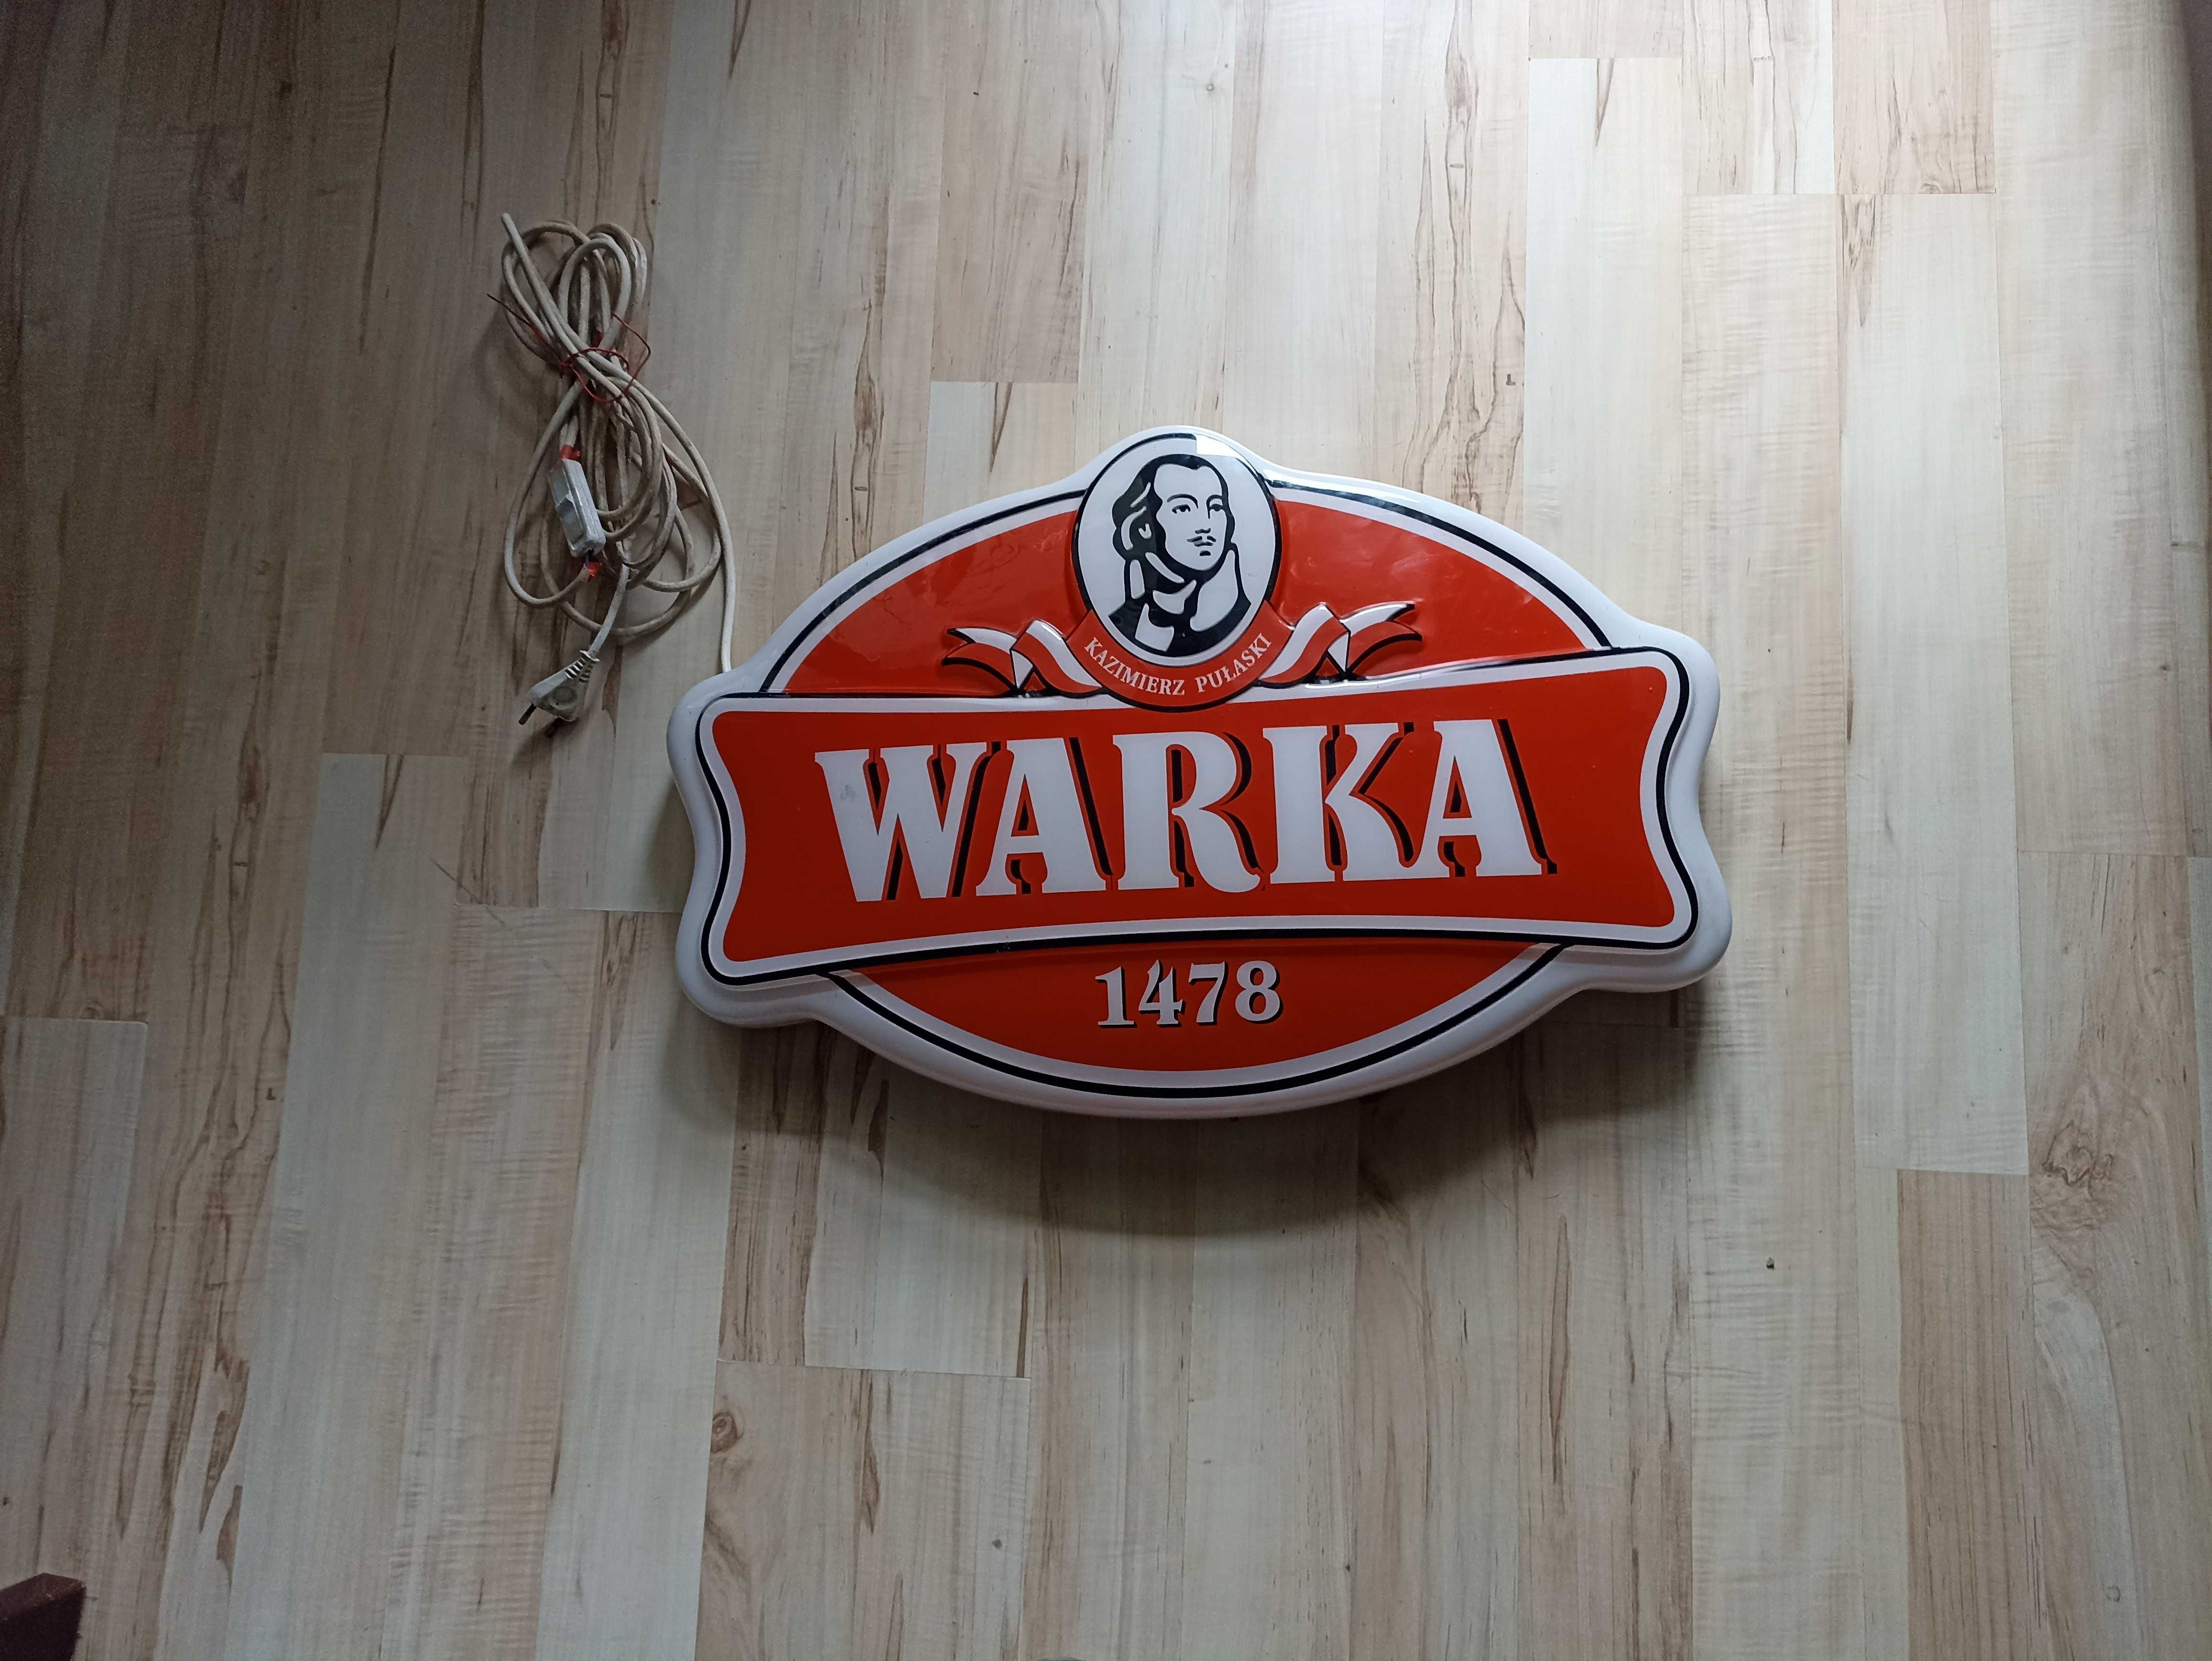 KAZIMIERZ PUŁASKI
WARKA
1478